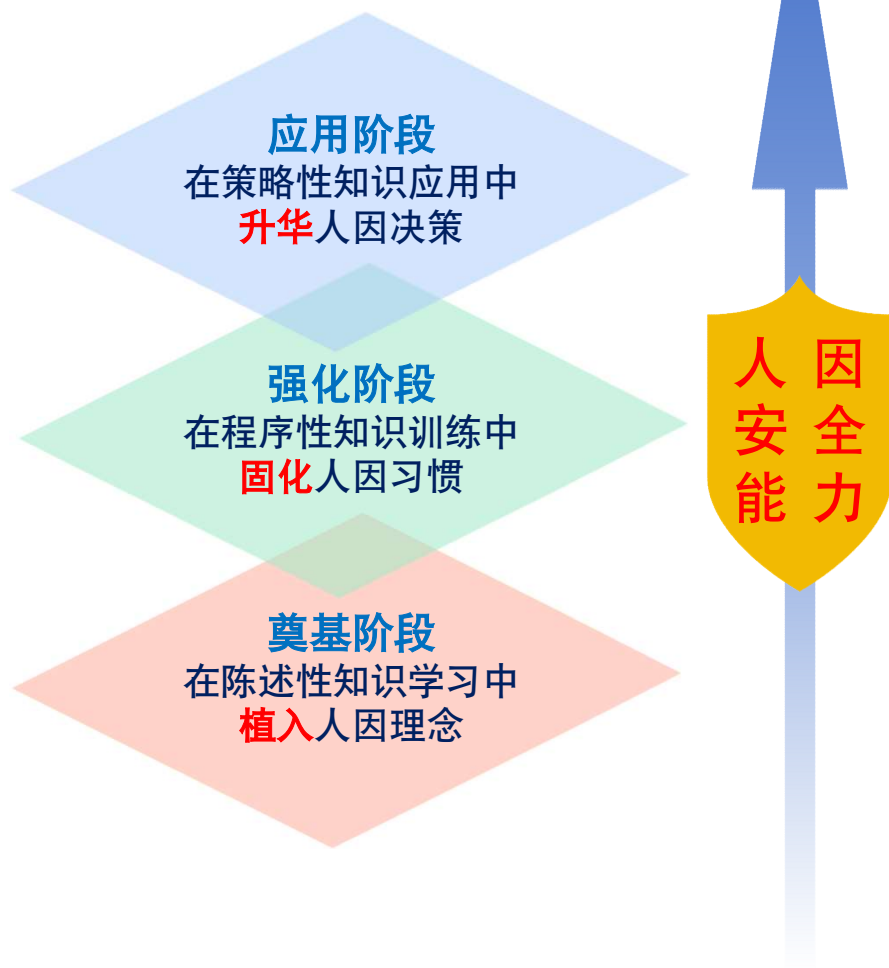 应用阶段
在策略性知识应用中
升华人因决策
强化阶段
在程序性知识训练中
固化人因习惯
奠基阶段
在陈述性知识学习中
植入人因理念
人因
安全
能力